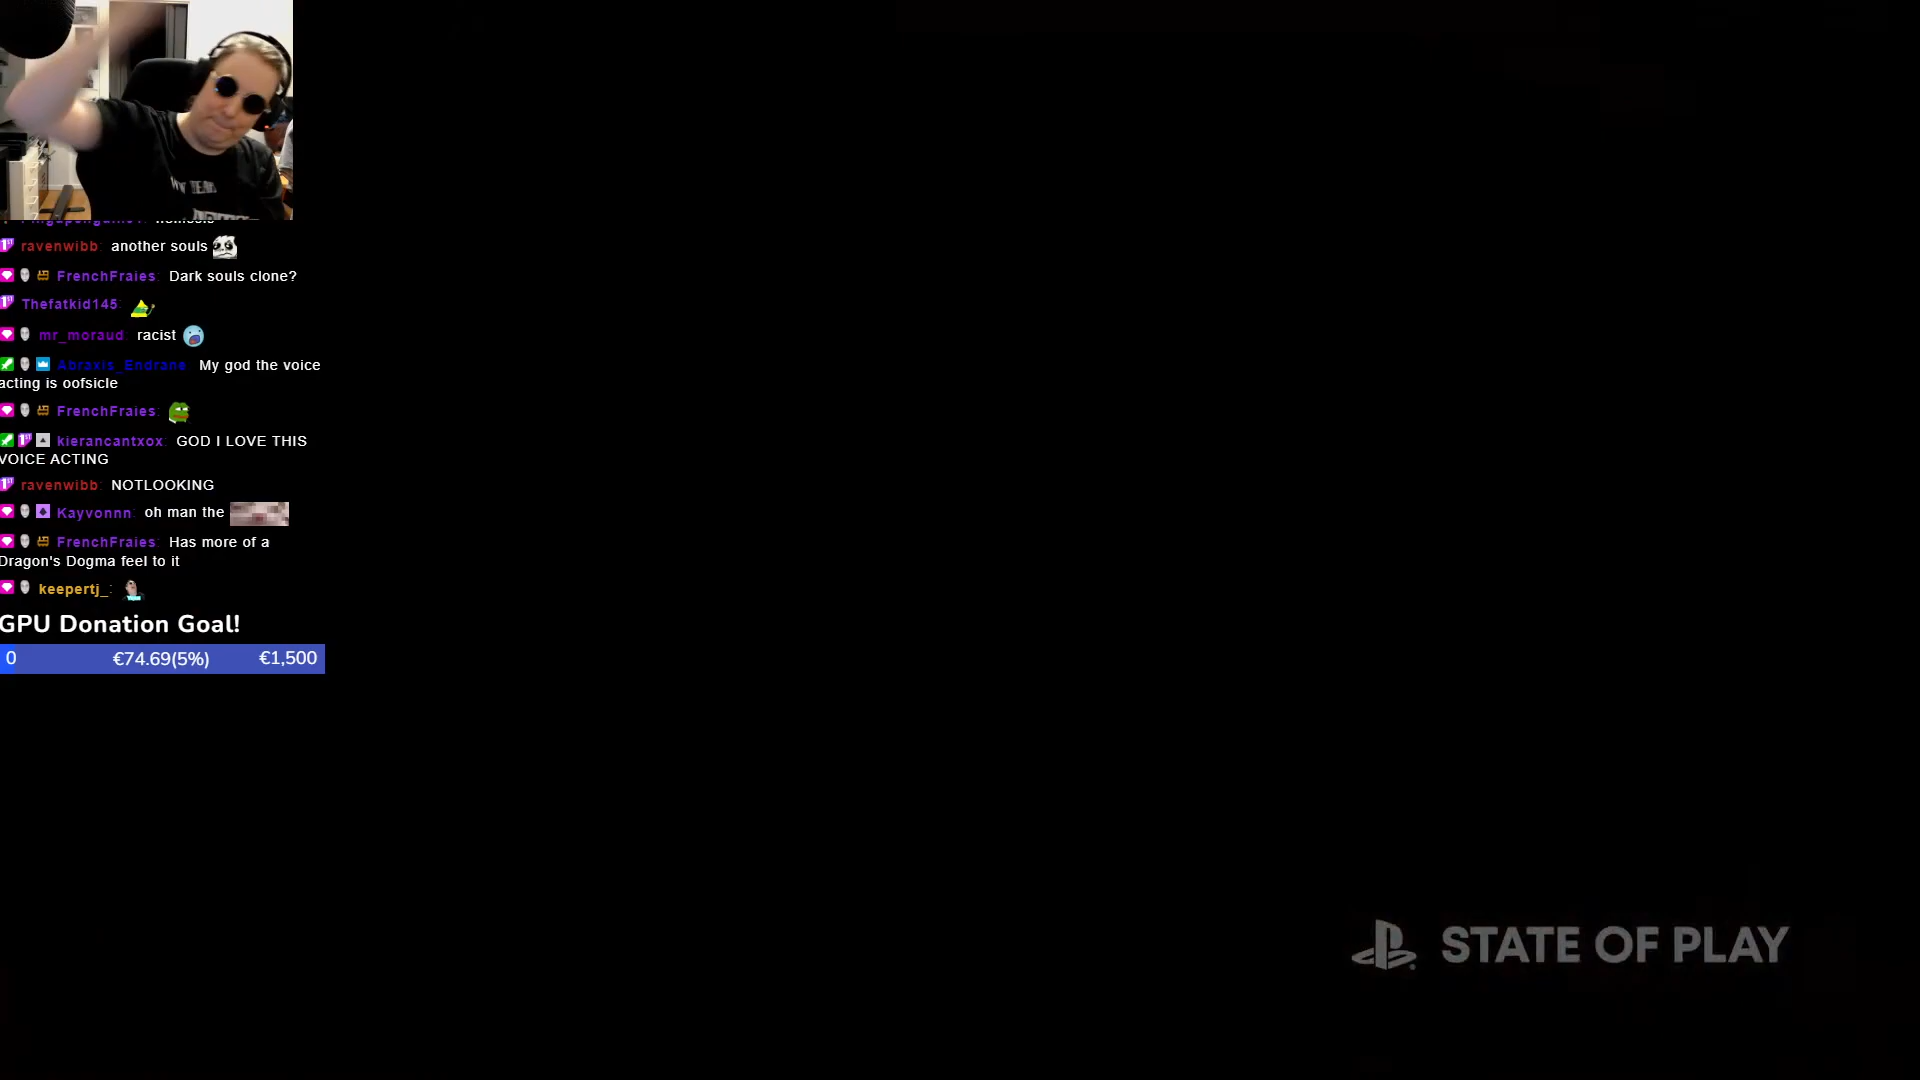 ravenwibb: another souls
FrenchFraies: Dark souls clone?
Thefatkid145:
mr_moraud: racist
Abraxis_Endrane: My god the voice
acting is oofsicle
FrenchFraies:
kierancantxox: GOD I LOVE THIS
VOICE ACTING
ravenwibb: NOTLOOKING
Kayvonnn: oh man the
FrenchFraies: Has more of a
Dragon's Dogma feel to it
keepertj_:
GPU Donation Goal!
0 €74.69(5%) €1,500
STATE OF PLAY